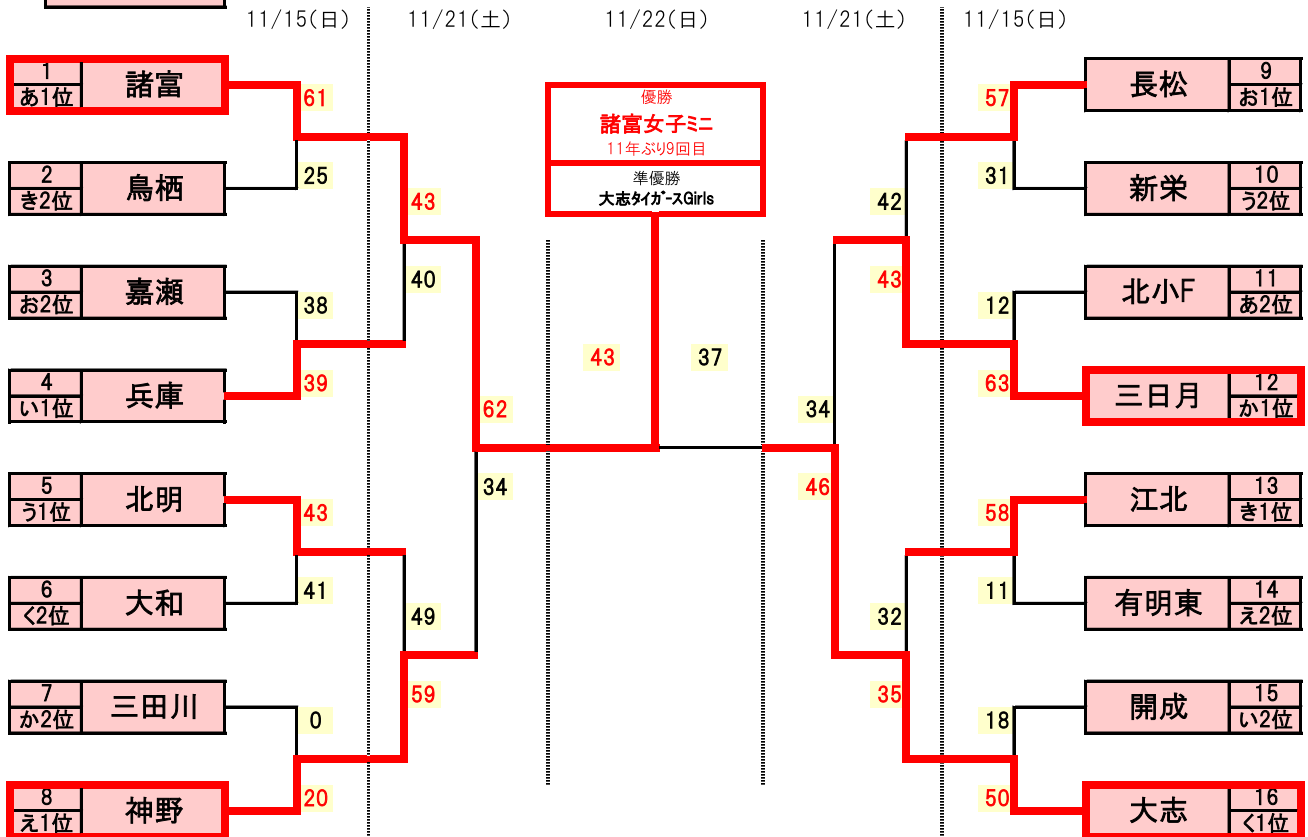 11/15(日) 11/21(土) 11/22(日) 11/21(土) 11/15(日)
1 あ1位 諸富
61
2 き2位 鳥栖
25
43
3 お2位 嘉瀬
38
40
4 い1位 兵庫
39
62
5 う1位 北明
43
34
6 く2位 大和
41
49
7 か2位 三田川
0
59
8 え1位 神野
20
優勝
諸富女子ミニ
11年ぶり9回目
準優勝
大志タイガースGirls
43 37
長松 9 お1位
57
新栄 10 う2位
31
42
北小F 11 あ2位
12
43
三日月 12 か1位
63
34
江北 13 き1位
58
46
有明東 14 え2位
11
32
開成 15 い2位
18
35
大志 16 く1位
50